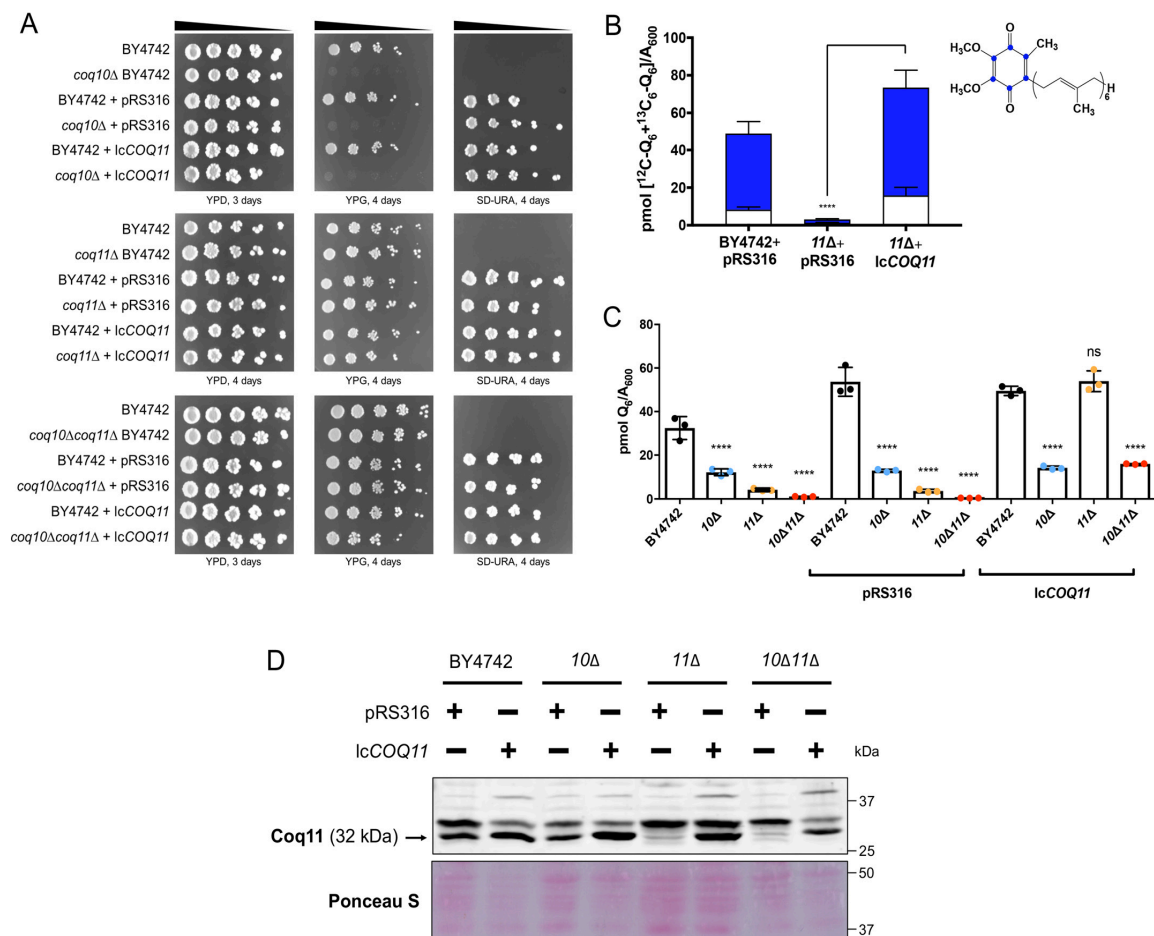 A
BY4742
coq10Δ BY4742
BY4742 + pRS316
coq10Δ + pRS316
BY4742 + lcCOQ11
coq10Δ + lcCOQ11
YPD, 3 days
YPG, 4 days
SD-URA, 4 days
BY4742
coq11Δ BY4742
BY4742 + pRS316
coq11Δ + pRS316
BY4742 + lcCOQ11
coq11Δ + lcCOQ11
YPD, 4 days
YPG, 4 days
SD-URA, 4 days
BY4742
coq10Δcoq11Δ BY4742
BY4742 + pRS316
coq10Δcoq11Δ + pRS316
BY4742 + lcCOQ11
coq10Δcoq11Δ + lcCOQ11
YPD, 3 days
YPG, 4 days
SD-URA, 4 days
B
pmol [¹²C-Q₆+¹³C₆-Q₆]/A₆₀₀
100
80
60
40
20
0
****
BY4742+
pRS316
11Δ+
pRS316
11Δ+
lcCOQ11
O
H₃CO
CH₃
H₃CO
O
CH₃
H
6
C
pmol Q₆/A₆₀₀
80
60
40
20
0
**** **** **** **** **** **** **** ns ****
BY4742 10Δ 11Δ 10Δ11Δ BY4742 10Δ 11Δ 10Δ11Δ BY4742 10Δ 11Δ 10Δ11Δ
pRS316 lcCOQ11
D
BY4742 10Δ 11Δ 10Δ11Δ
pRS316 + − + − + − + −
lcCOQ11 − + − + − + − + kDa
37
Coq11 (32 kDa)
25
50
Ponceau S
37